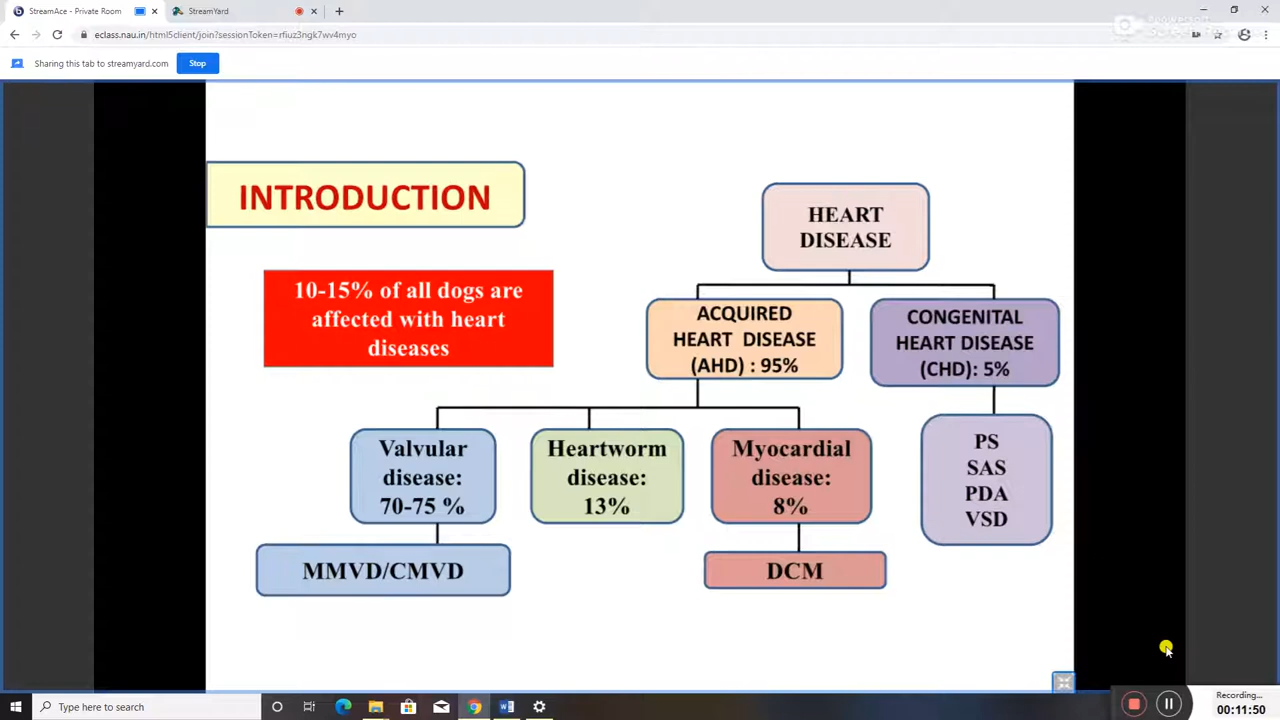 StreamAce - Private Room
StreamYard
eclass.nau.in/html5client/join?sessionToken=rfiuz3ngk7wv4myo
Sharing this tab to streamyard.com
Stop
INTRODUCTION
10-15% of all dogs are
affected with heart
diseases
HEART
DISEASE
ACQUIRED
HEART DISEASE
(AHD) : 95%
CONGENITAL
HEART DISEASE
(CHD): 5%
Valvular
disease:
70-75 %
Heartworm
disease:
13%
Myocardial
disease:
8%
PS
SAS
PDA
VSD
MMVD/CMVD
DCM
Type here to search
Recording...
00:11:50